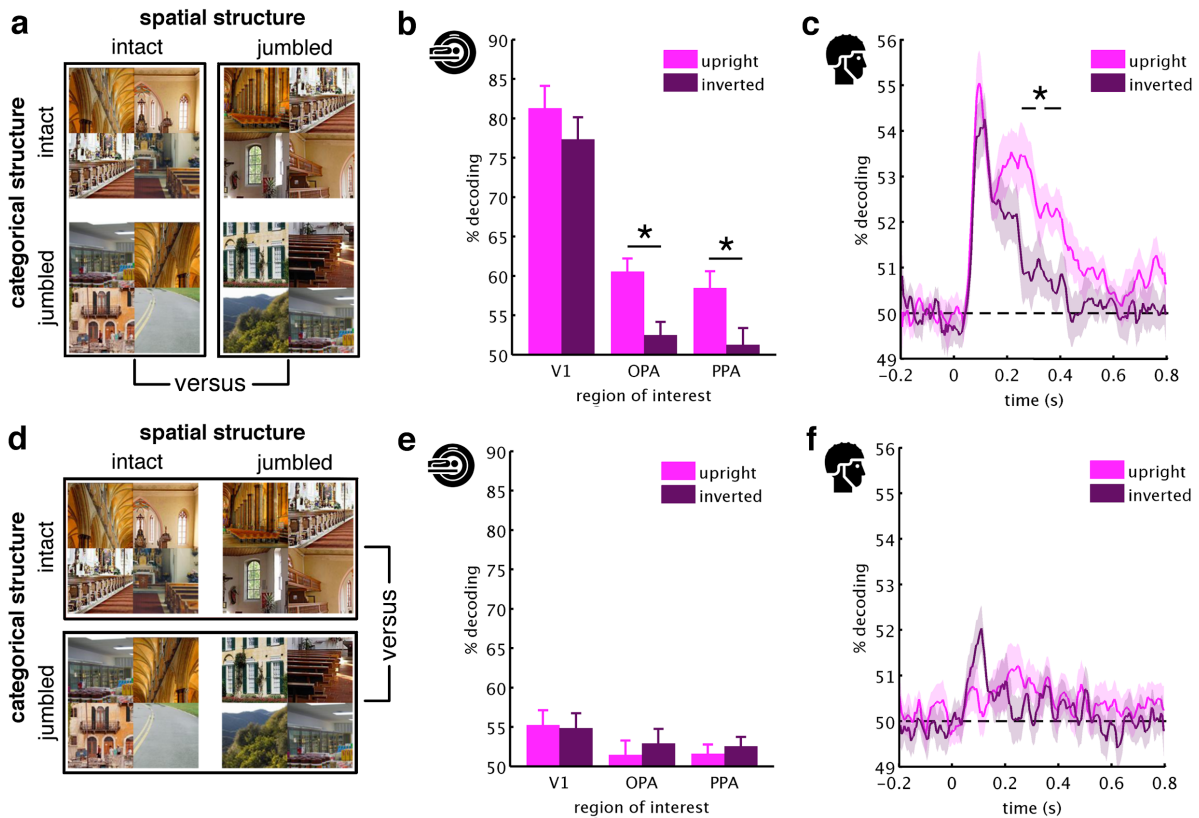 a
spatial structure
intact
jumbled
categorical structure
intact
jumbled
versus
b
90
85
80
75
70
65
60
55
50
% decoding
upright
inverted
*
*
V1
OPA
PPA
region of interest
c
56
55
54
53
52
51
50
49
% decoding
upright
inverted
*
−0.2
0
0.2
0.4
0.6
0.8
time (s)
d
spatial structure
intact
jumbled
categorical structure
intact
jumbled
versus
e
90
85
80
75
70
65
60
55
50
% decoding
upright
inverted
V1
OPA
PPA
region of interest
f
56
55
54
53
52
51
50
49
% decoding
upright
inverted
−0.2
0
0.2
0.4
0.6
0.8
time (s)